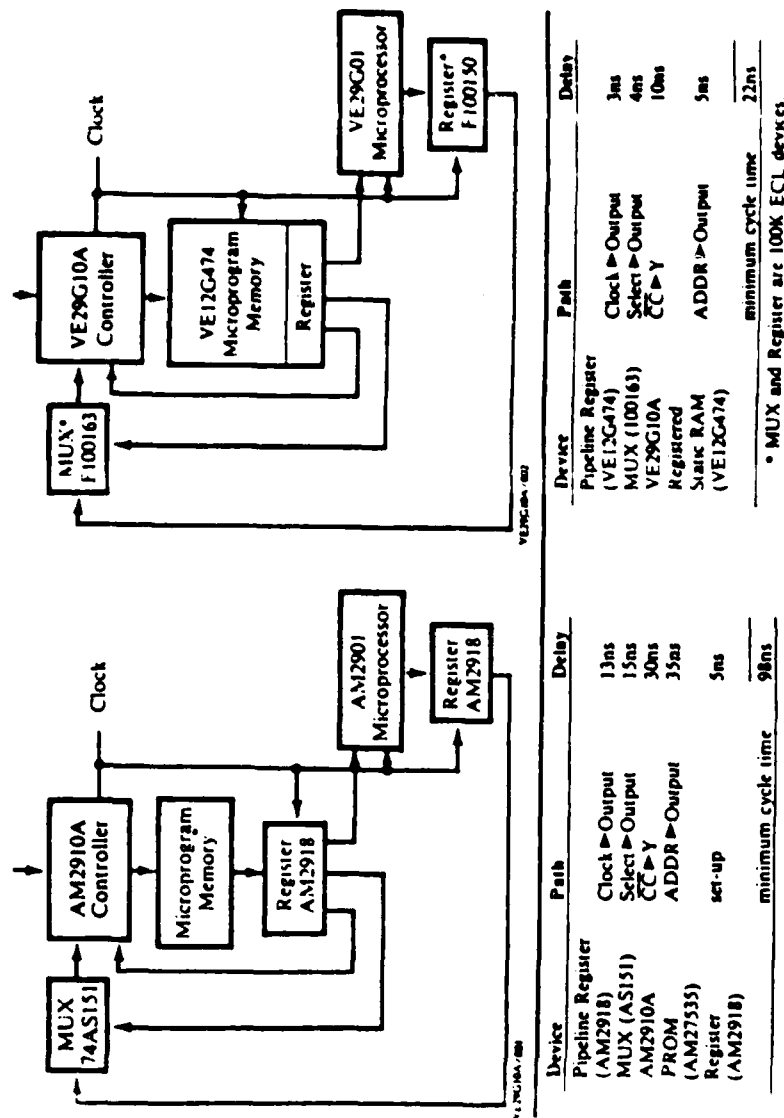 MUX
74AS151
AM2910A
Controller
Clock
Microprogram
Memory*
Register
AM2918
AM2901
Microprocessor
Register
AM2918
Device Path Delay
Pipeline Register Clock ►Output 13ns
(AM2918)
MUX (AS151) Select ►Output 15ns
AM2910A CC ►Y 30ns
PROM ADDR ►Output 35ns
(AM27S35)
Register set-up 5ns
(AM2918)
minimum cycle time 98ns
MUX*
F100163
VE29G10A
Controller
Clock
VE12G474
Microprogram
Memory
Register
VE29G01
Microprocessor
Register*
F100150
VE29G10A/002
Device Path Delay
Pipeline Register Clock ►Output 3ns
(VE12G474)
MUX (100163) Select ►Output 4ns
VE29G10A CC ►Y 10ns
Registered
Static RAM ADDR ►Output 5ns
(VE12G474)
minimum cycle time 22ns
* MUX and Register are 100K ECL devices